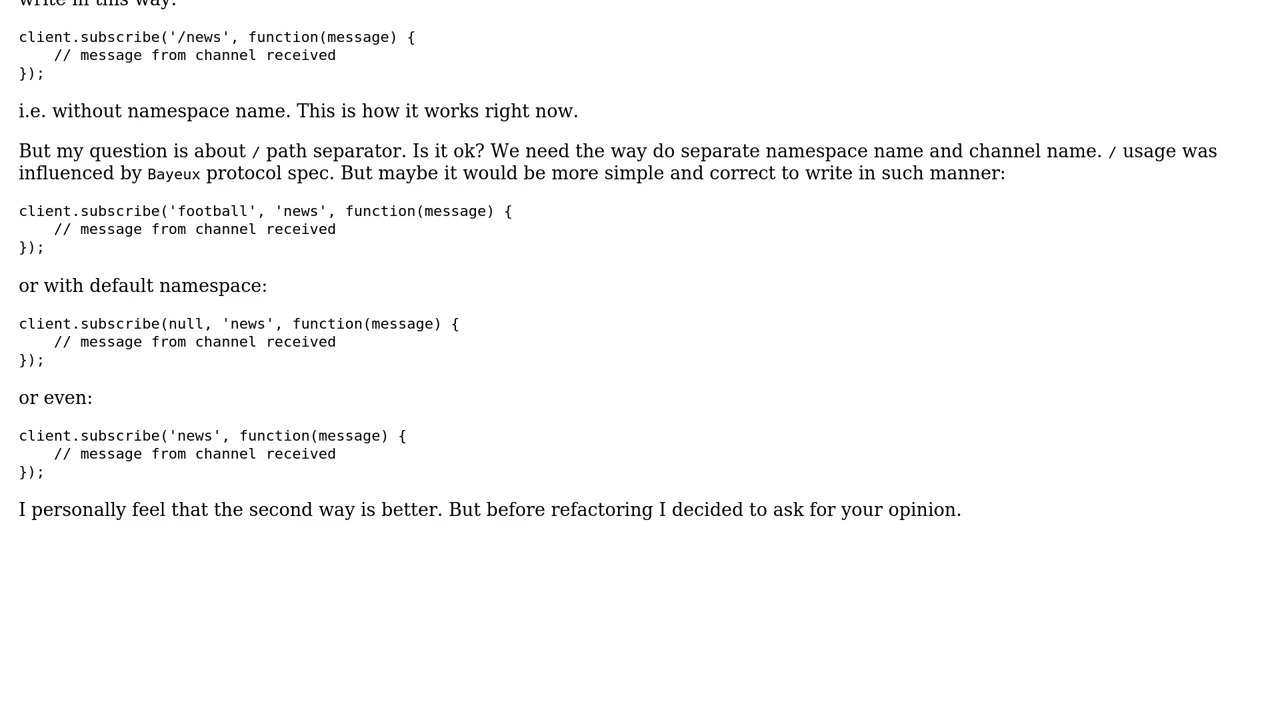 write in this way:
client.subscribe('/news', function(message) {
    // message from channel received
});
i.e. without namespace name. This is how it works right now.
But my question is about / path separator. Is it ok? We need the way do separate namespace name and channel name. / usage was
influenced by Bayeux protocol spec. But maybe it would be more simple and correct to write in such manner:
client.subscribe('football', 'news', function(message) {
    // message from channel received
});
or with default namespace:
client.subscribe(null, 'news', function(message) {
    // message from channel received
});
or even:
client.subscribe('news', function(message) {
    // message from channel received
});
I personally feel that the second way is better. But before refactoring I decided to ask for your opinion.